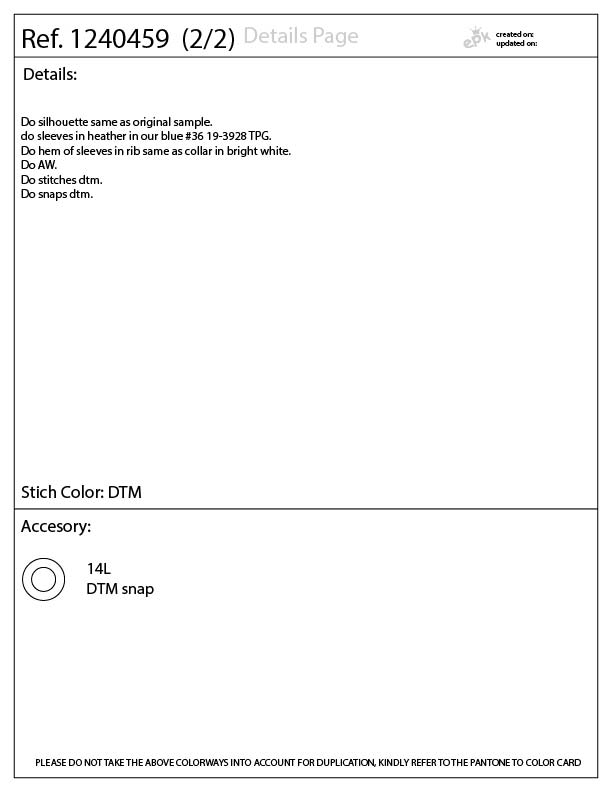 Ref. 1240459 (2/2) Details Page
epk
created on:
updated on:
Details:
Do silhouette same as original sample.
do sleeves in heather in our blue #36 19-3928 TPG.
Do hem of sleeves in rib same as collar in bright white.
Do AW.
Do stitches dtm.
Do snaps dtm.
Stich Color: DTM
Accesory:
14L
DTM snap
PLEASE DO NOT TAKE THE ABOVE COLORWAYS INTO ACCOUNT FOR DUPLICATION, KINDLY REFER TO THE PANTONE TO COLOR CARD